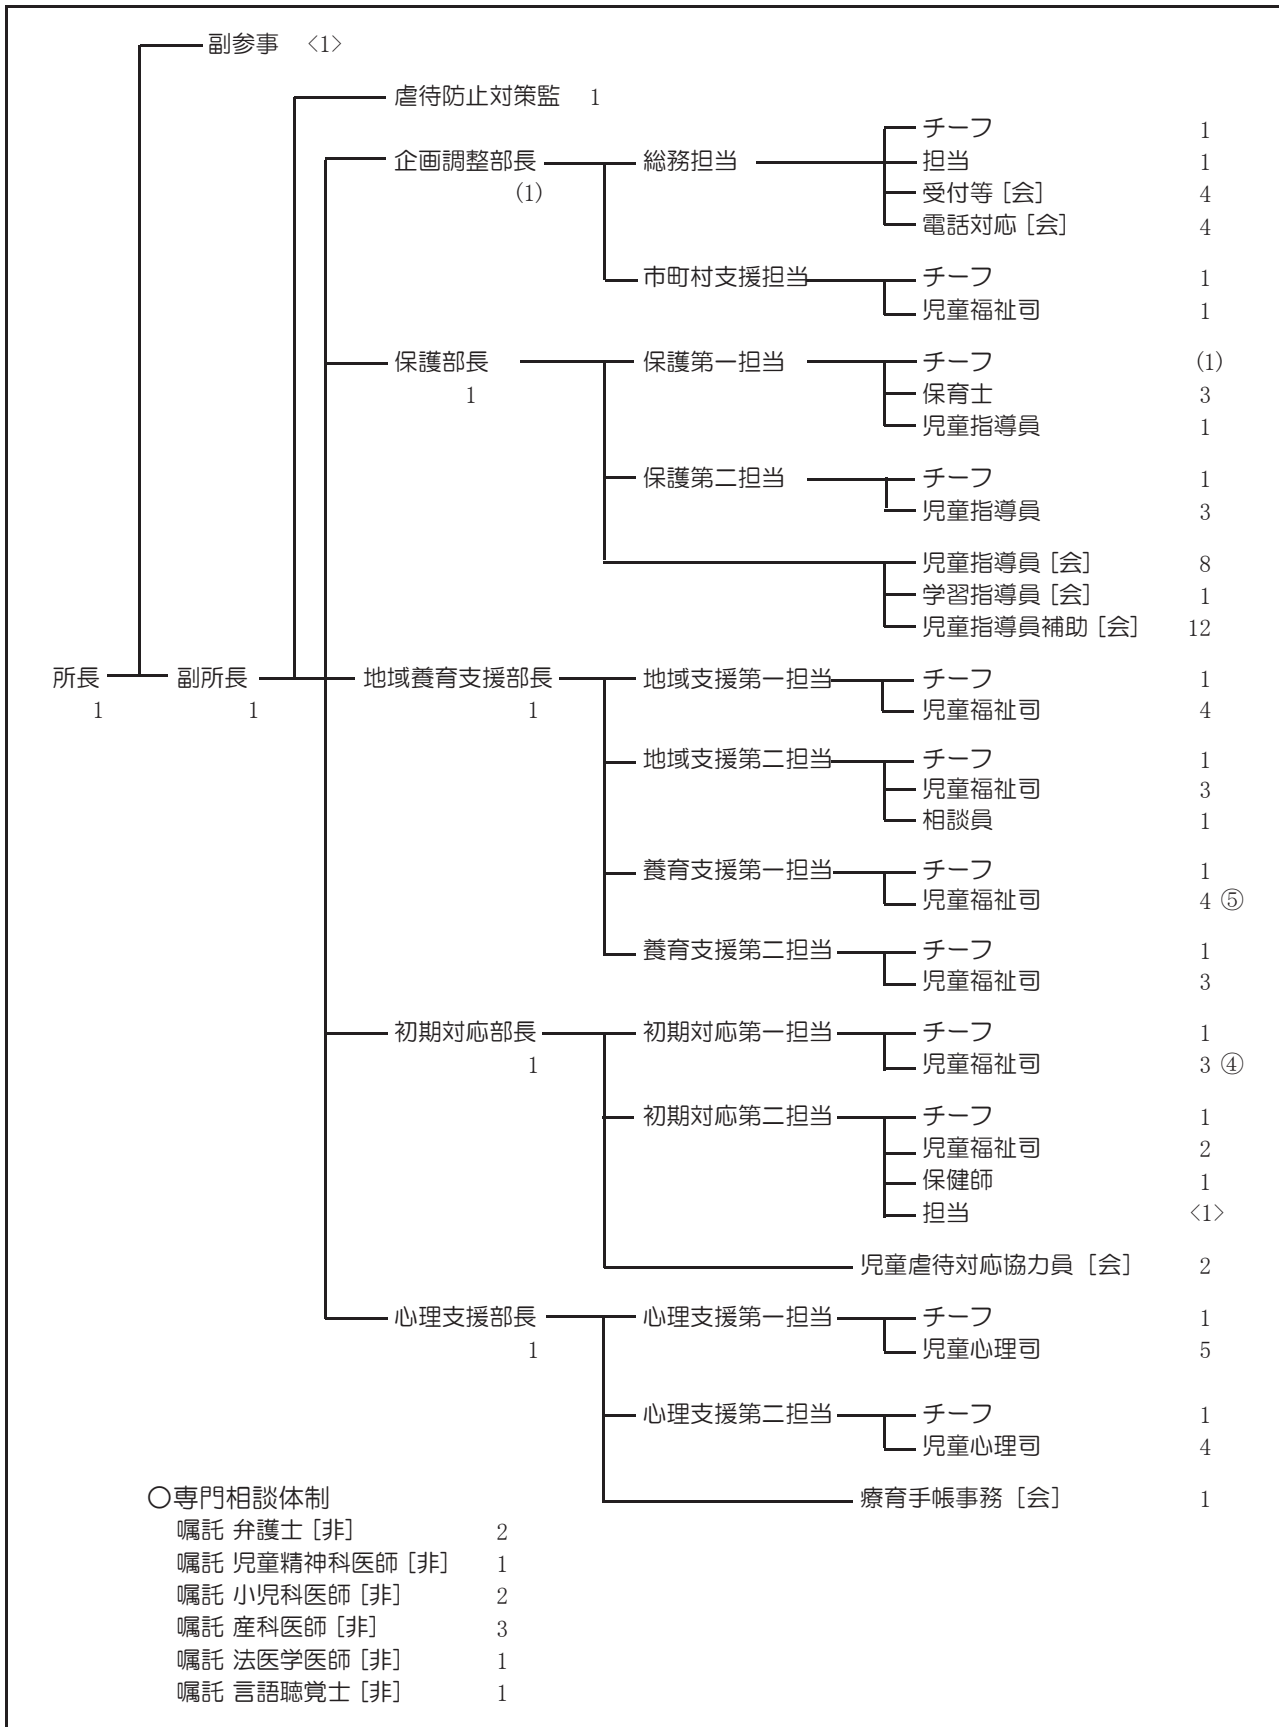 副参事 <1>
虐待防止対策監 1
チーフ 1
企画調整部長 総務担当 担当 1
(1) 受付等 [会] 4
電話対応 [会] 4
市町村支援担当 チーフ 1
児童福祉司 1
保護部長 保護第一担当 チーフ (1)
1 保育士 3
児童指導員 1
保護第二担当 チーフ 1
児童指導員 3
児童指導員 [会] 8
学習指導員 [会] 1
児童指導員補助 [会] 12
所長 副所長 地域養育支援部長 地域支援第一担当 チーフ 1
1 1 1 児童福祉司 4
地域支援第二担当 チーフ 1
児童福祉司 3
相談員 1
養育支援第一担当 チーフ 1
児童福祉司 4 ⑤
養育支援第二担当 チーフ 1
児童福祉司 3
初期対応部長 初期対応第一担当 チーフ 1
1 児童福祉司 3 ④
初期対応第二担当 チーフ 1
児童福祉司 2
保健師 1
担当 <1>
児童虐待対応協力員 [会] 2
心理支援部長 心理支援第一担当 チーフ 1
1 児童心理司 5
心理支援第二担当 チーフ 1
児童心理司 4
療育手帳事務 [会] 1
○専門相談体制
嘱託 弁護士 [非] 2
嘱託 児童精神科医師 [非] 1
嘱託 小児科医師 [非] 2
嘱託 産科医師 [非] 3
嘱託 法医学医師 [非] 1
嘱託 言語聴覚士 [非] 1